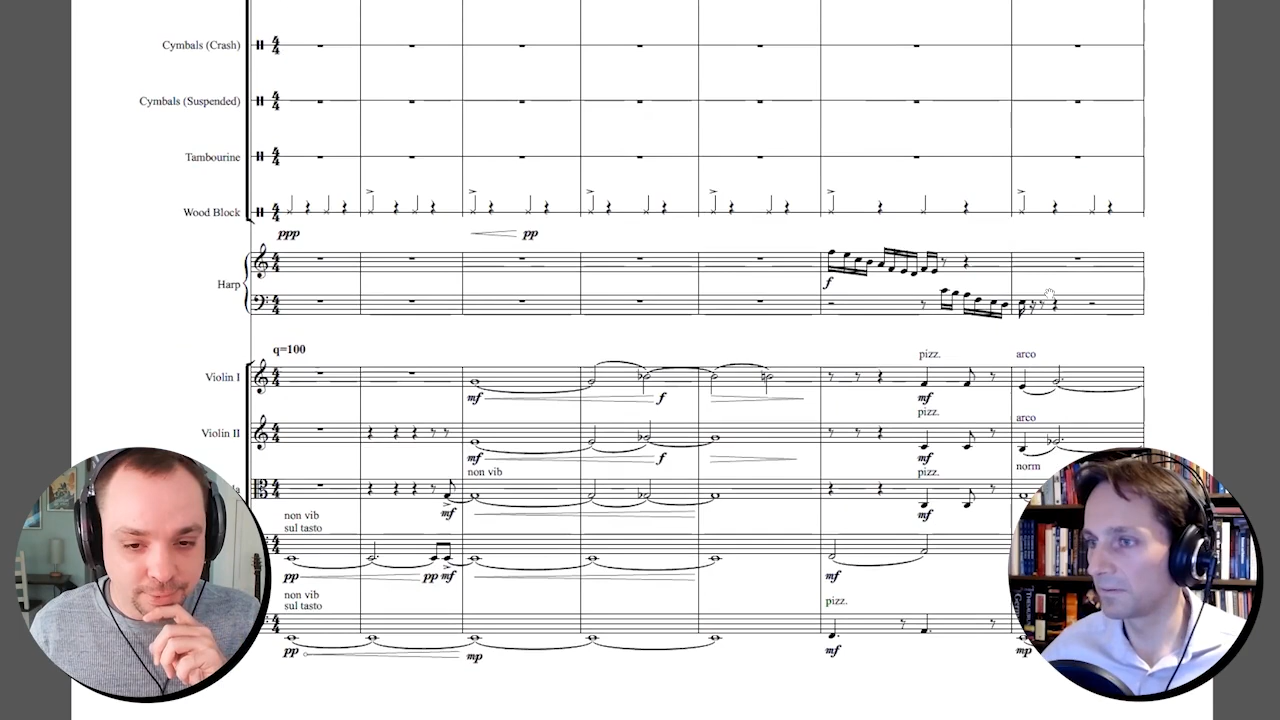 Cymbals (Crash)
Cymbals (Suspended)
Tambourine
Wood Block
ppp
pp
Harp
f
q=100
pizz.
arco
Violin I
mf
f
mf
pizz.
arco
Violin II
mf
f
mf
non vib
pizz.
norm
mf
mf
non vib
sul tasto
pp
pp mf
mf
non vib
sul tasto
pizz.
pp
mp
mf
mp